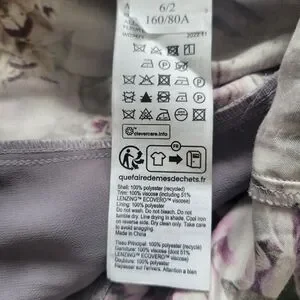 6/2
160/80A
2022.11
clevercare.info
FR
quefairedemesdechets.fr
Shell: 100% polyester (recycled)
Trim: 100% viscose (including 51%
LENZING™ ECOVERO™ viscose)
Lining: 100% polyester
Do not wash. Do not bleach. Do not
tumble dry. Line drying in shade. Cool iron
on reverse side. Dry clean only. Take care
to avoid snagging.
Made in China
Tissu Principal: 100% polyester (recyclé)
Garniture: 100% viscose (dont 51%
LENZING™ ECOVERO™ viscose)
Doublure: 100% polyester